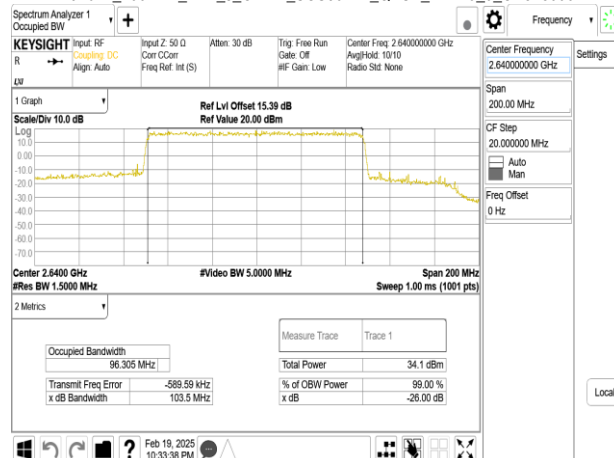 Spectrum Analyzer 1
Occupied BW
+
Frequency
KEYSIGHT
R
LXI
Input: RF
Coupling: DC
Align: Auto
Input Z: 50 Ω
Corr CCorr
Freq Ref: Int (S)
Atten: 30 dB
Trig: Free Run
Gate: Off
#IF Gain: Low
Center Freq: 2.640000000 GHz
Avg|Hold: 10/10
Radio Std: None
Center Frequency
2.640000000 GHz
Settings
Span
200.00 MHz
CF Step
20.000000 MHz
Auto
Man
Freq Offset
0 Hz
Local
1 Graph
Scale/Div 10.0 dB
Ref Lvl Offset 15.39 dB
Ref Value 20.00 dBm
Log
10.0
0.00
-10.0
-20.0
-30.0
-40.0
-50.0
-60.0
-70.0
Center 2.6400 GHz
#Video BW 5.0000 MHz
Span 200 MHz
#Res BW 1.5000 MHz
Sweep 1.00 ms (1001 pts)
2 Metrics
Measure Trace
Trace 1
Occupied Bandwidth
96.305 MHz
Total Power
34.1 dBm
Transmit Freq Error
-589.59 kHz
% of OBW Power
99.00 %
x dB Bandwidth
103.5 MHz
x dB
-26.00 dB
?
Feb 19, 2025
10:33:38 PM